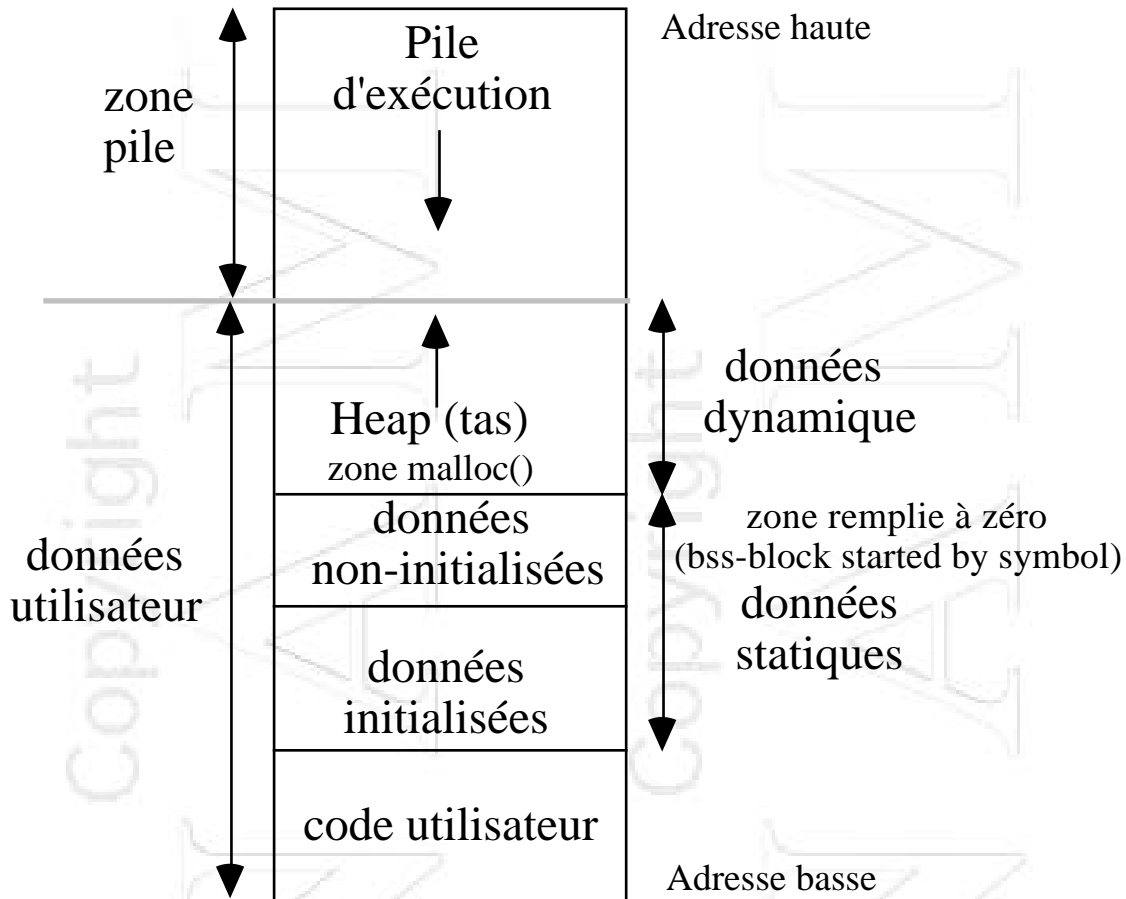 Adresse haute
Pile
d'exécution
zone
pile
données
dynamique
Heap (tas)
zone malloc()
zone remplie à zéro
(bss-block started by symbol)
données
non-initialisées
données
utilisateur
données
statiques
données
initialisées
code utilisateur
Adresse basse
Copyright
Copyright